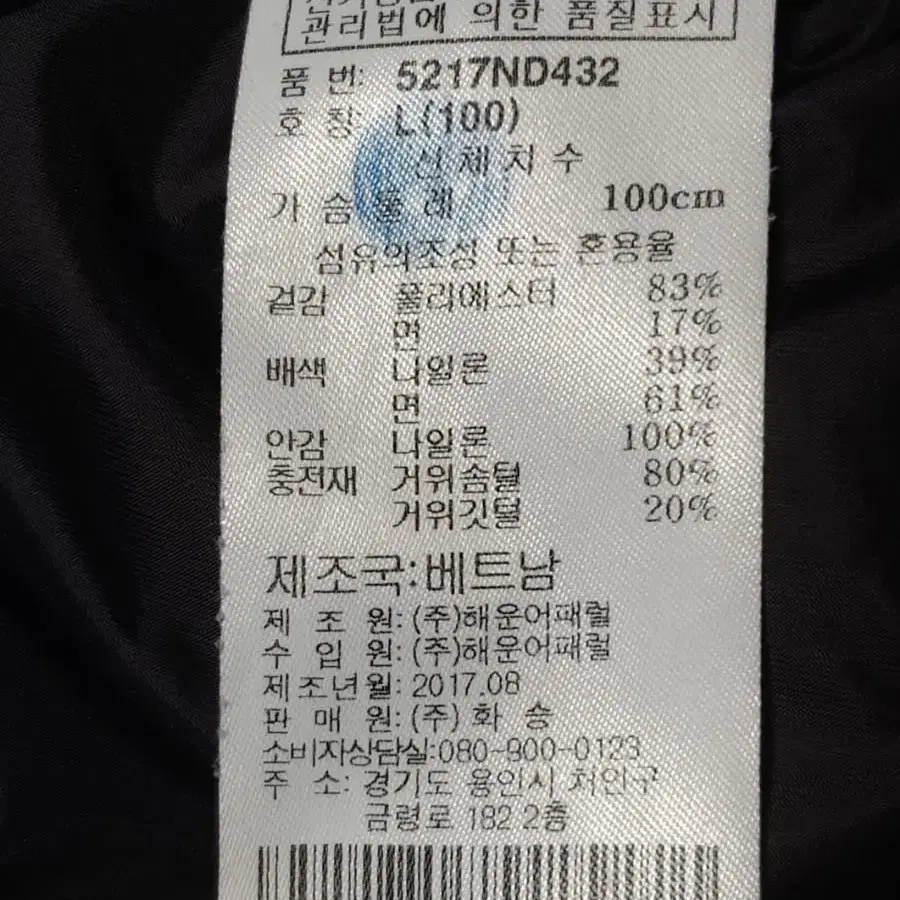 관리법에 의한 품질표시
품 번: 5217ND432
호 칭: L(100)
신체치수
가 슴 둘 레 100cm
섬유의조성 또는 혼용율
겉감 폴리에스터 83%
면 17%
배색 나일론 39%
면 61%
안감 나일론 100%
충전재 거위솜털 80%
거위깃털 20%
제조국:베트남
제 조 원: (주)해운어패럴
수 입 원: (주)해운어패럴
제조년월: 2017.08
판 매 원: (주) 화 승
소비자상담실:080-900-0123
주 소: 경기도 용인시 처인구
금령로 182 2층